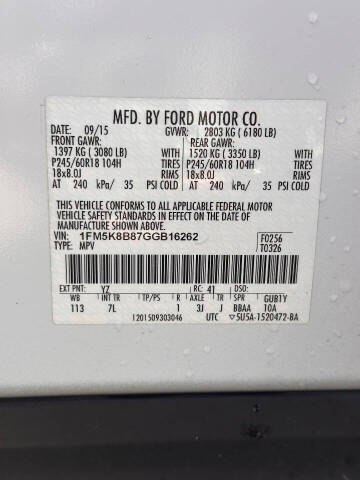 MFD. BY FORD MOTOR CO.
DATE 09/15 GVWR: 2803 KG (6180 LB)
FRONT GAWR: REAR GAWR:
1397 KG (3080 LB) WITH 1520 KG (3350 LB) WITH
P245/60R18 104H TIRES P245/60R18 104H TIRES
18x8.0J RIMS 18x8.0J RIMS
AT 240 kPa/ 35 PSI COLD AT 240 kPa/ 35 PSI COLD
THIS VEHICLE CONFORMS TO ALL APPLICABLE FEDERAL MOTOR
VEHICLE SAFETY STANDARDS IN EFFECT ON THE DATE OF
MANUFACTURE SHOWN ABOVE.
VIN: 1FM5K8B87GGB16262 F0256
TYPE: MPV T0326
EXT PNT: YZ RC: 41 DSO:
WB INT TR TP/PS R AXLE TR SPR GUBTY
113 7L 1 3J J BBAA 10A
1201509303046 UTC 5U5A-1520472-BA